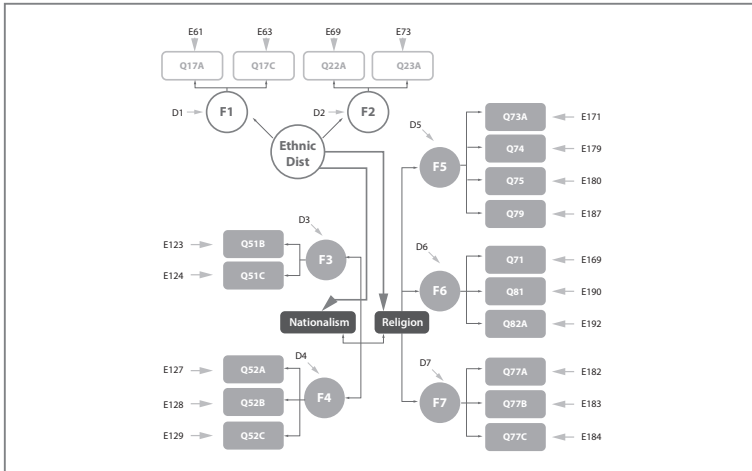 E61 E63 E69 E73
Q17A Q17C Q22A Q23A
D1 F1 D2 F2
Ethnic
Dist
D5
F5
Q73A E171
Q74 E179
Q75 E180
Q79 E187
D3
F3
E123 Q51B
E124 Q51C
D6
F6
Q71 E169
Q81 E190
Q82A E192
Nationalism Religion
D4
F4
E127 Q52A
E128 Q52B
E129 Q52C
D7
F7
Q77A E182
Q77B E183
Q77C E184